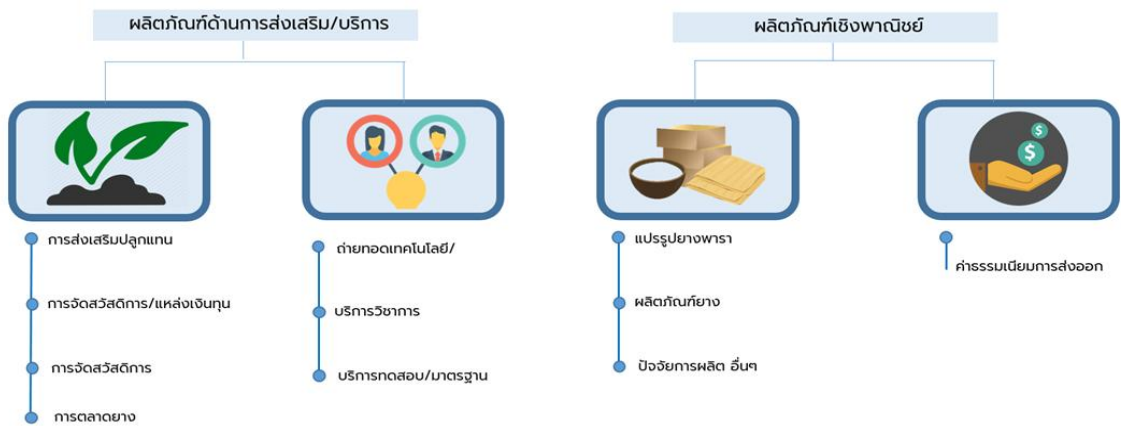 ผลิตภัณฑ์ด้านการส่งเสริม/บริการ
ผลิตภัณฑ์เชิงพาณิชย์
$
$
การส่งเสริมปลูกแทน
การจัดสวัสดิการ/แหล่งเงินทุน
การจัดสวัสดิการ
การตลาดยาง
ถ่ายทอดเทคโนโลยี/
บริการวิชาการ
บริการทดสอบ/มาตรฐาน
แปรรูปยางพารา
ผลิตภัณฑ์ยาง
ปัจจัยการผลิต อื่นๆ
ค่าธรรมเนียมการส่งออก